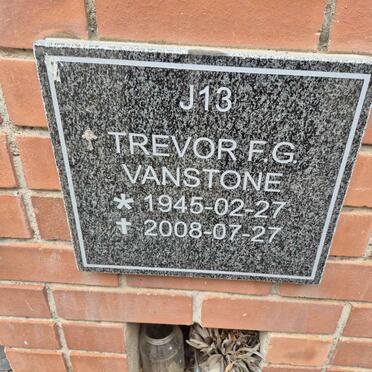 J13
TREVOR F.G.
VANSTONE
* 1945-02-27
✝ 2008-07-27